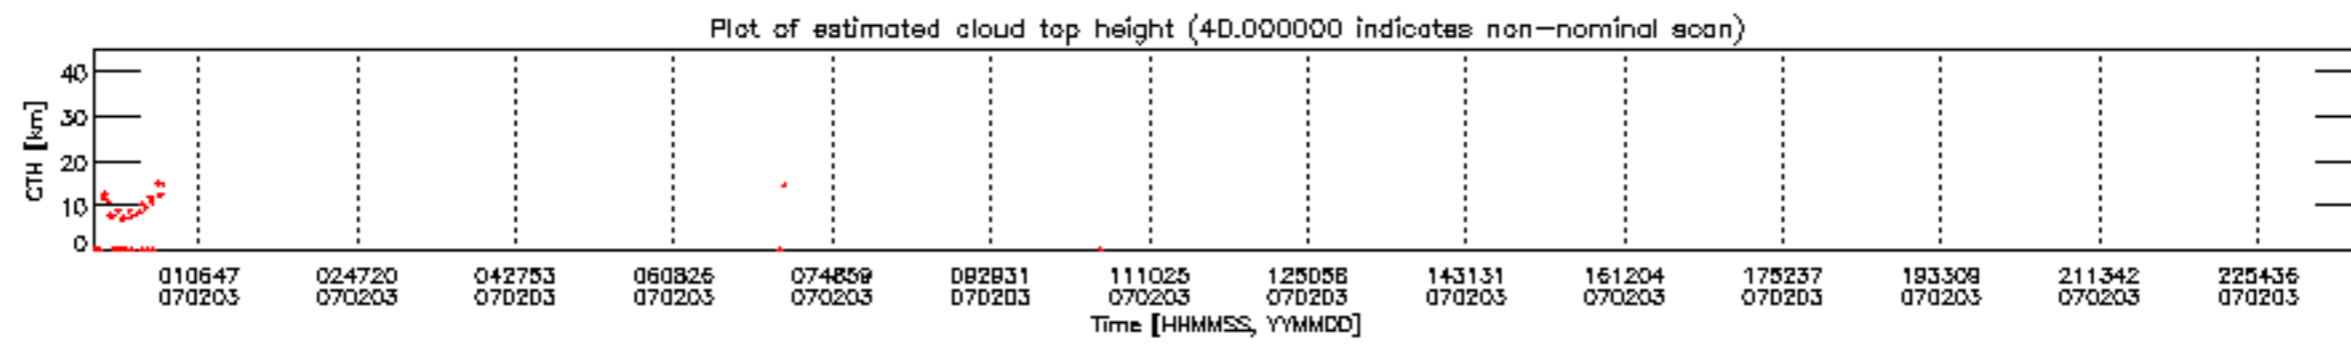 Plot of estimated cloud top height (40.000000 indicates non-nominal scan)
CTH [km]
40
30
20
10
0
010647 024720 042753 060826 074859 092931 111025 125058 143131 161204 175237 193309 211342 225436
070203 070203 070203 070203 070203 070203 070203 070203 070203 070203 070203 070203 070203 070203
Time [HHMMSS, YYMMDD]